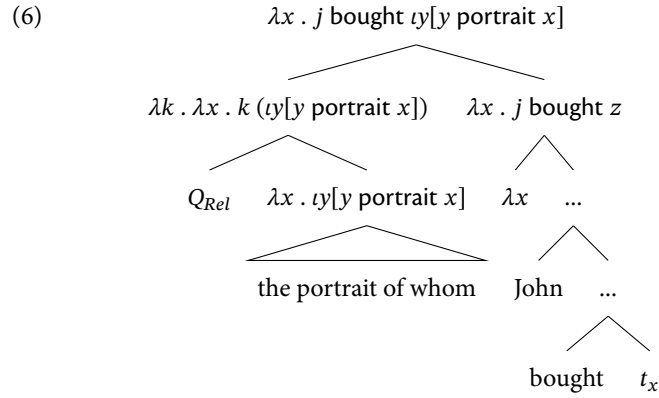 (6) λx . j bought ιy[y portrait x]
λk . λx . k (ιy[y portrait x]) λx . j bought z
Q_Rel λx . ιy[y portrait x] λx ...
the portrait of whom John ...
bought t_x